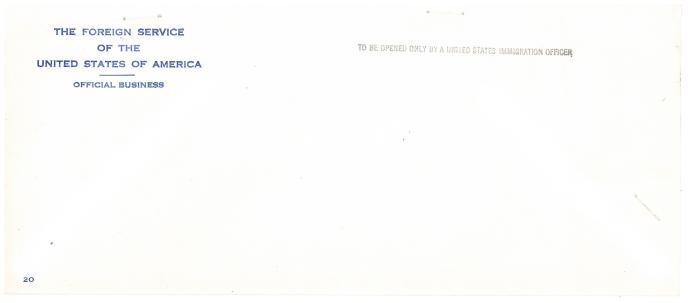 THE FOREIGN SERVICE
OF THE
UNITED STATES OF AMERICA
OFFICIAL BUSINESS
TO BE OPENED ONLY BY A UNITED STATES IMMIGRATION OFFICER
20